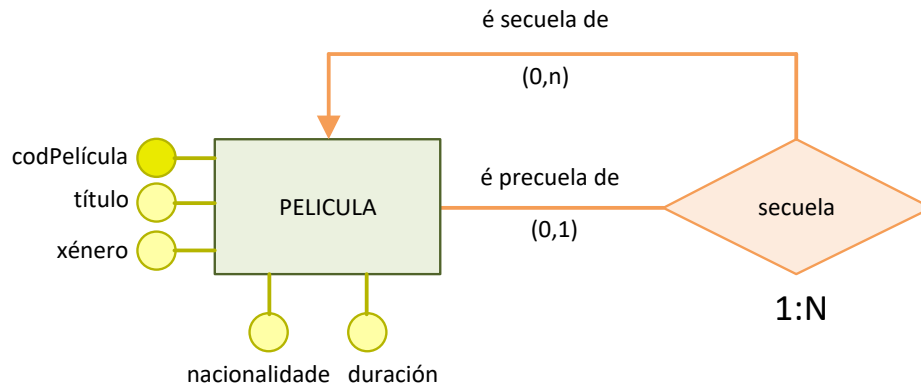 é secuela de
(0,n)
codPelícula
título
xénero
PELICULA
é precuela de
(0,1)
secuela
1:N
nacionalidade
duración